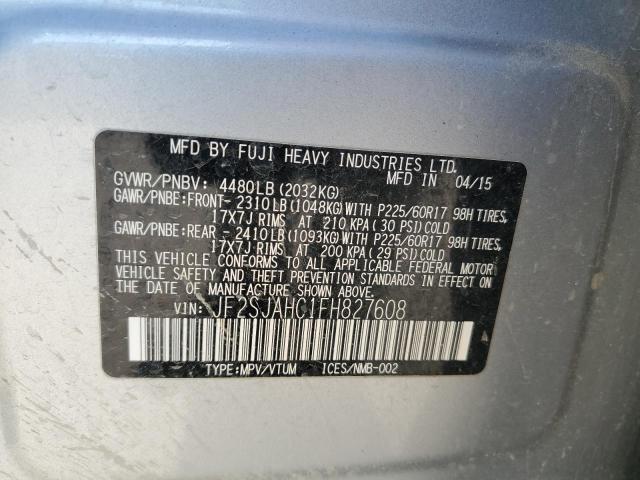 MFD BY FUJI HEAVY INDUSTRIES LTD.
GVWR/PNBV: 4480LB(2032KG) MFD IN 04/15
GAWR/PNBE:FRONT- 2310LB(1048KG)WITH P225/60R17 98H TIRES,
17X7J RIMS AT 210 KPA(30 PSI)COLD
GAWR/PNBE:REAR - 2410LB(1093KG)WITH P225/60R17 98H TIRES,
17X7J RIMS AT 200 KPA(29 PSI)COLD
THIS VEHICLE CONFORMS TO ALL APPLICABLE FEDERAL MOTOR
VEHICLE SAFETY AND THEFT PREVENTION STANDARDS IN EFFECT ON
THE DATE OF MANUFACTURE SHOWN ABOVE.
VIN: JF2SJAHC1FH827608
TYPE:MPV/VTUM ICES/NMB-002